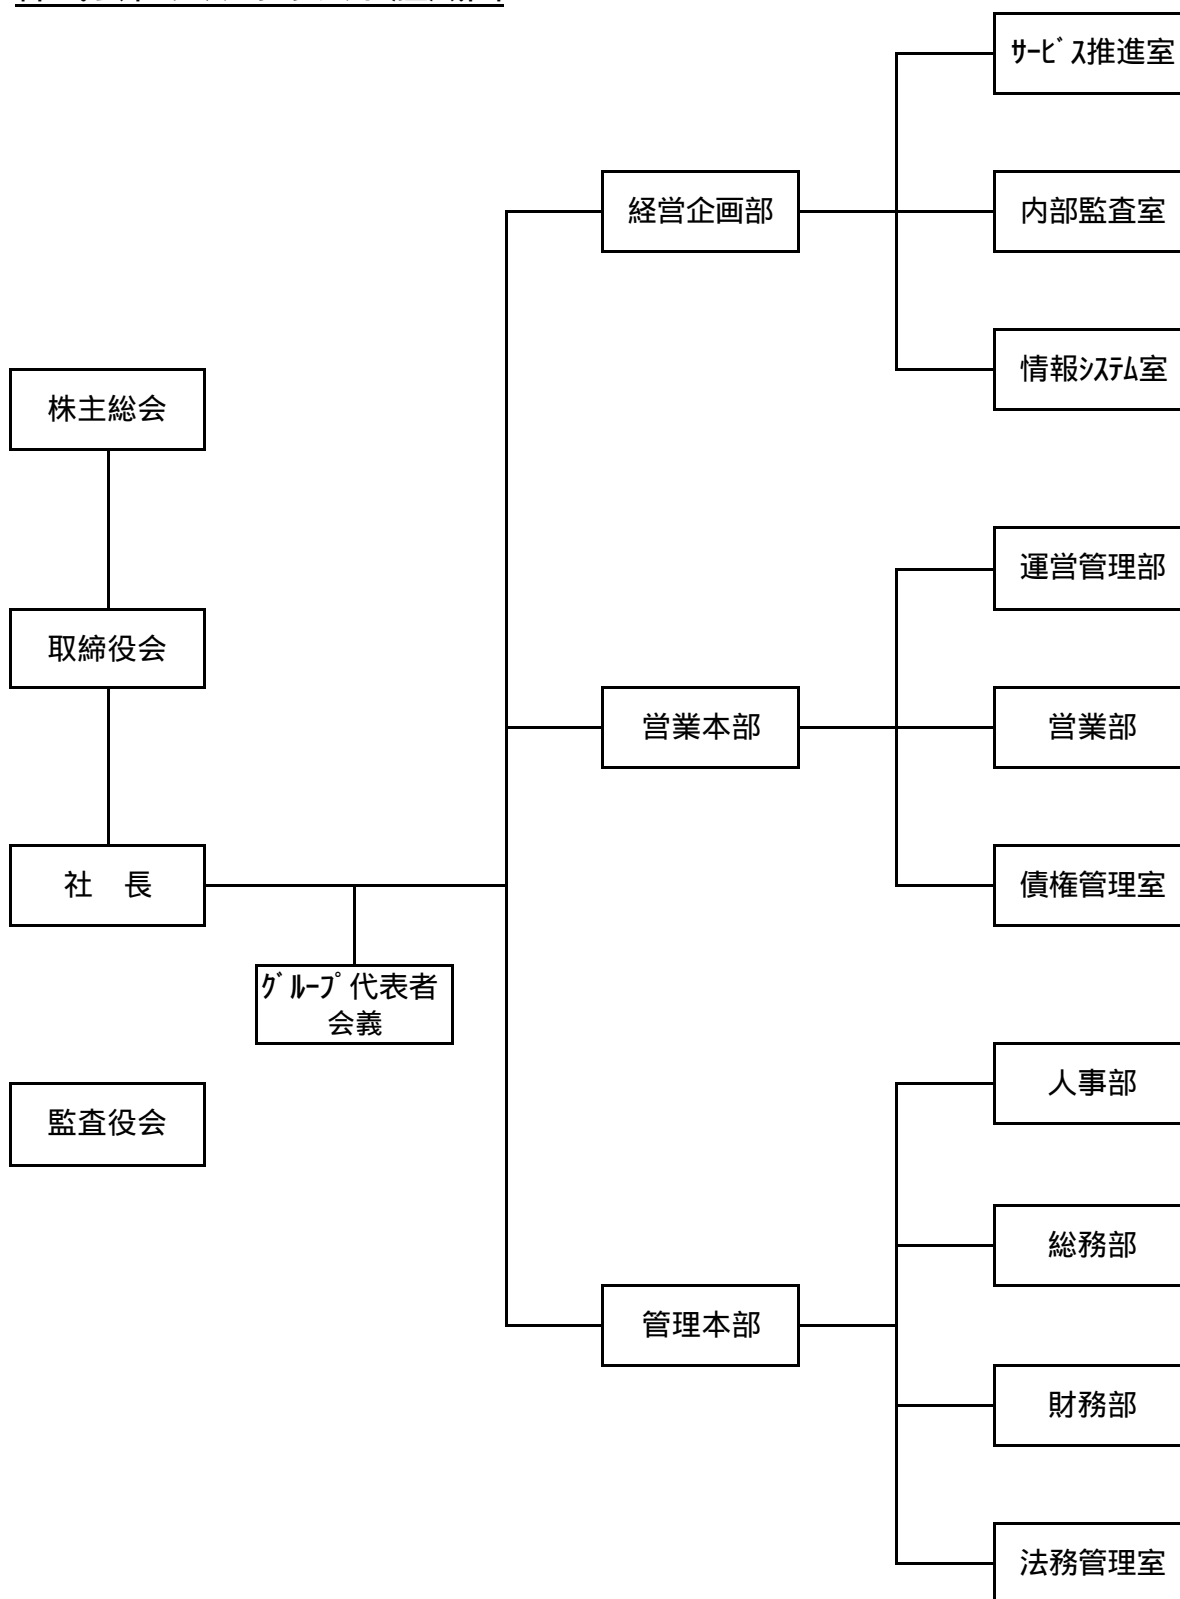 ｻｰﾋﾞｽ推進室
経営企画部
内部監査室
情報ｼｽﾃﾑ室
株主総会
運営管理部
取締役会
営業本部
営業部
社　長
債権管理室
ｸﾞﾙｰﾌﾟ代表者
会義
人事部
監査役会
総務部
管理本部
財務部
法務管理室